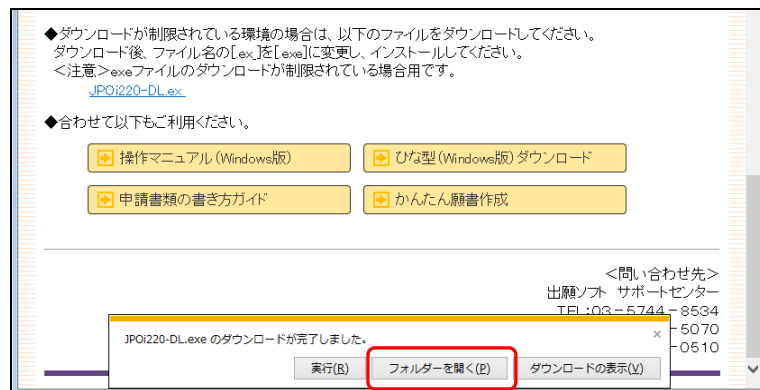 ◆ダウンロードが制限されている環境の場合は、以下のファイルをダウンロードしてください。
ダウンロード後、ファイル名の[.ex_]を[.exe]に変更し、インストールしてください。
＜注意＞exeファイルのダウンロードが制限されている場合用です。
JPOi220-DL.ex_
◆合わせて以下もご利用ください。
操作マニュアル(Windows版)
ひな型(Windows版)ダウンロード
申請書類の書き方ガイド
かんたん願書作成
＜問い合わせ先＞
出願ソフト サポートセンター
TEL:03-5744-8534
-5070
-0510
JPOi220-DL.exe のダウンロードが完了しました。
×
実行(R)
フォルダーを開く(P)
ダウンロードの表示(V)